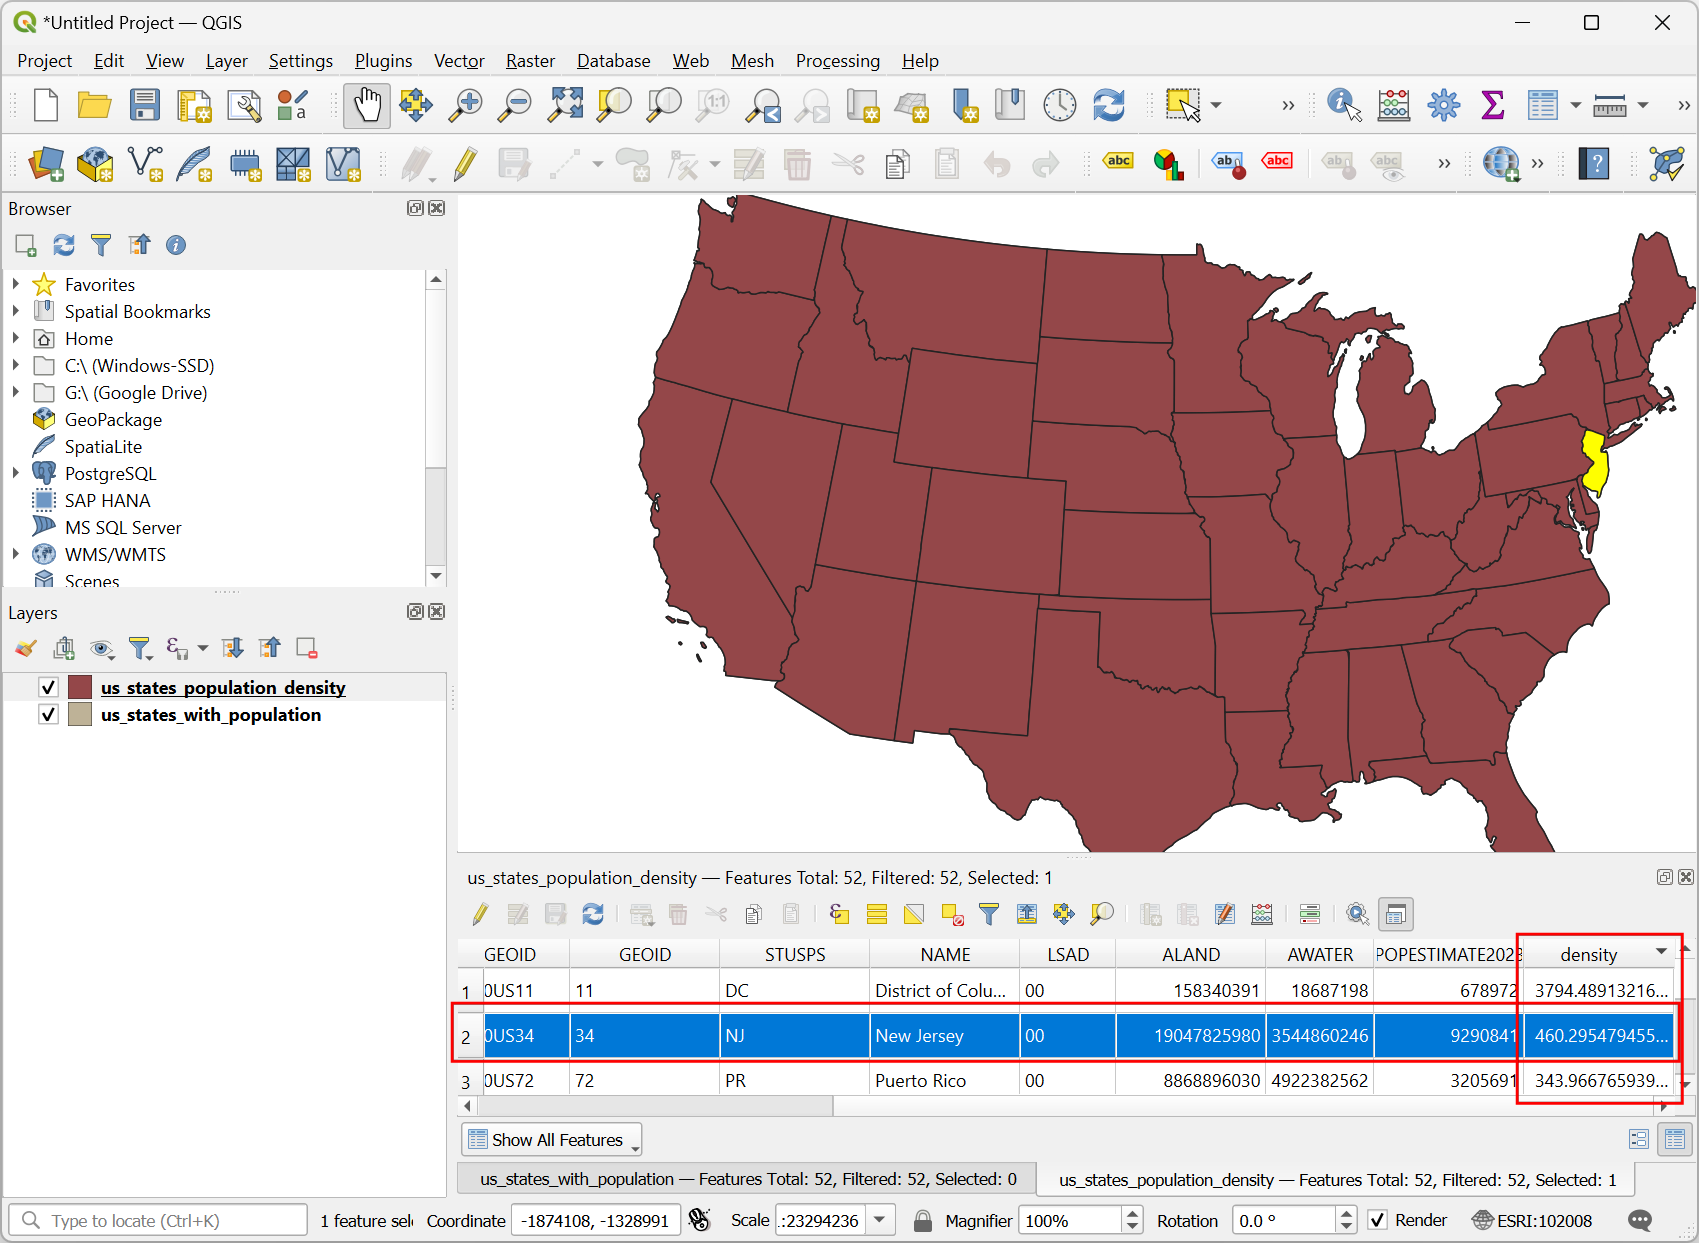 *Untitled Project — QGIS
Project Edit View Layer Settings Plugins Vector Raster Database Web Mesh Processing Help
Browser
Favorites
Spatial Bookmarks
Home
C:\ (Windows-SSD)
G:\ (Google Drive)
GeoPackage
SpatiaLite
PostgreSQL
SAP HANA
MS SQL Server
WMS/WMTS
Scenes
Layers
us_states_population_density
us_states_with_population
us_states_population_density — Features Total: 52, Filtered: 52, Selected: 1
GEOID GEOID STUSPS NAME LSAD ALAND AWATER POPESTIMATE2023 density
1 0US11 11 DC District of Colu... 00 158340391 18687198 678972 3794.48913216...
2 0US34 34 NJ New Jersey 00 19047825980 3544860246 9290841 460.295479455...
3 0US72 72 PR Puerto Rico 00 8868896030 4922382562 3205691 343.966765939...
Show All Features
us_states_with_population — Features Total: 52, Filtered: 52, Selected: 0 us_states_population_density — Features Total: 52, Filtered: 52, Selected: 1
Type to locate (Ctrl+K) 1 feature sel Coordinate -1874108, -1328991 Scale .:23294236 Magnifier 100% Rotation 0.0 ° Render ESRI:102008